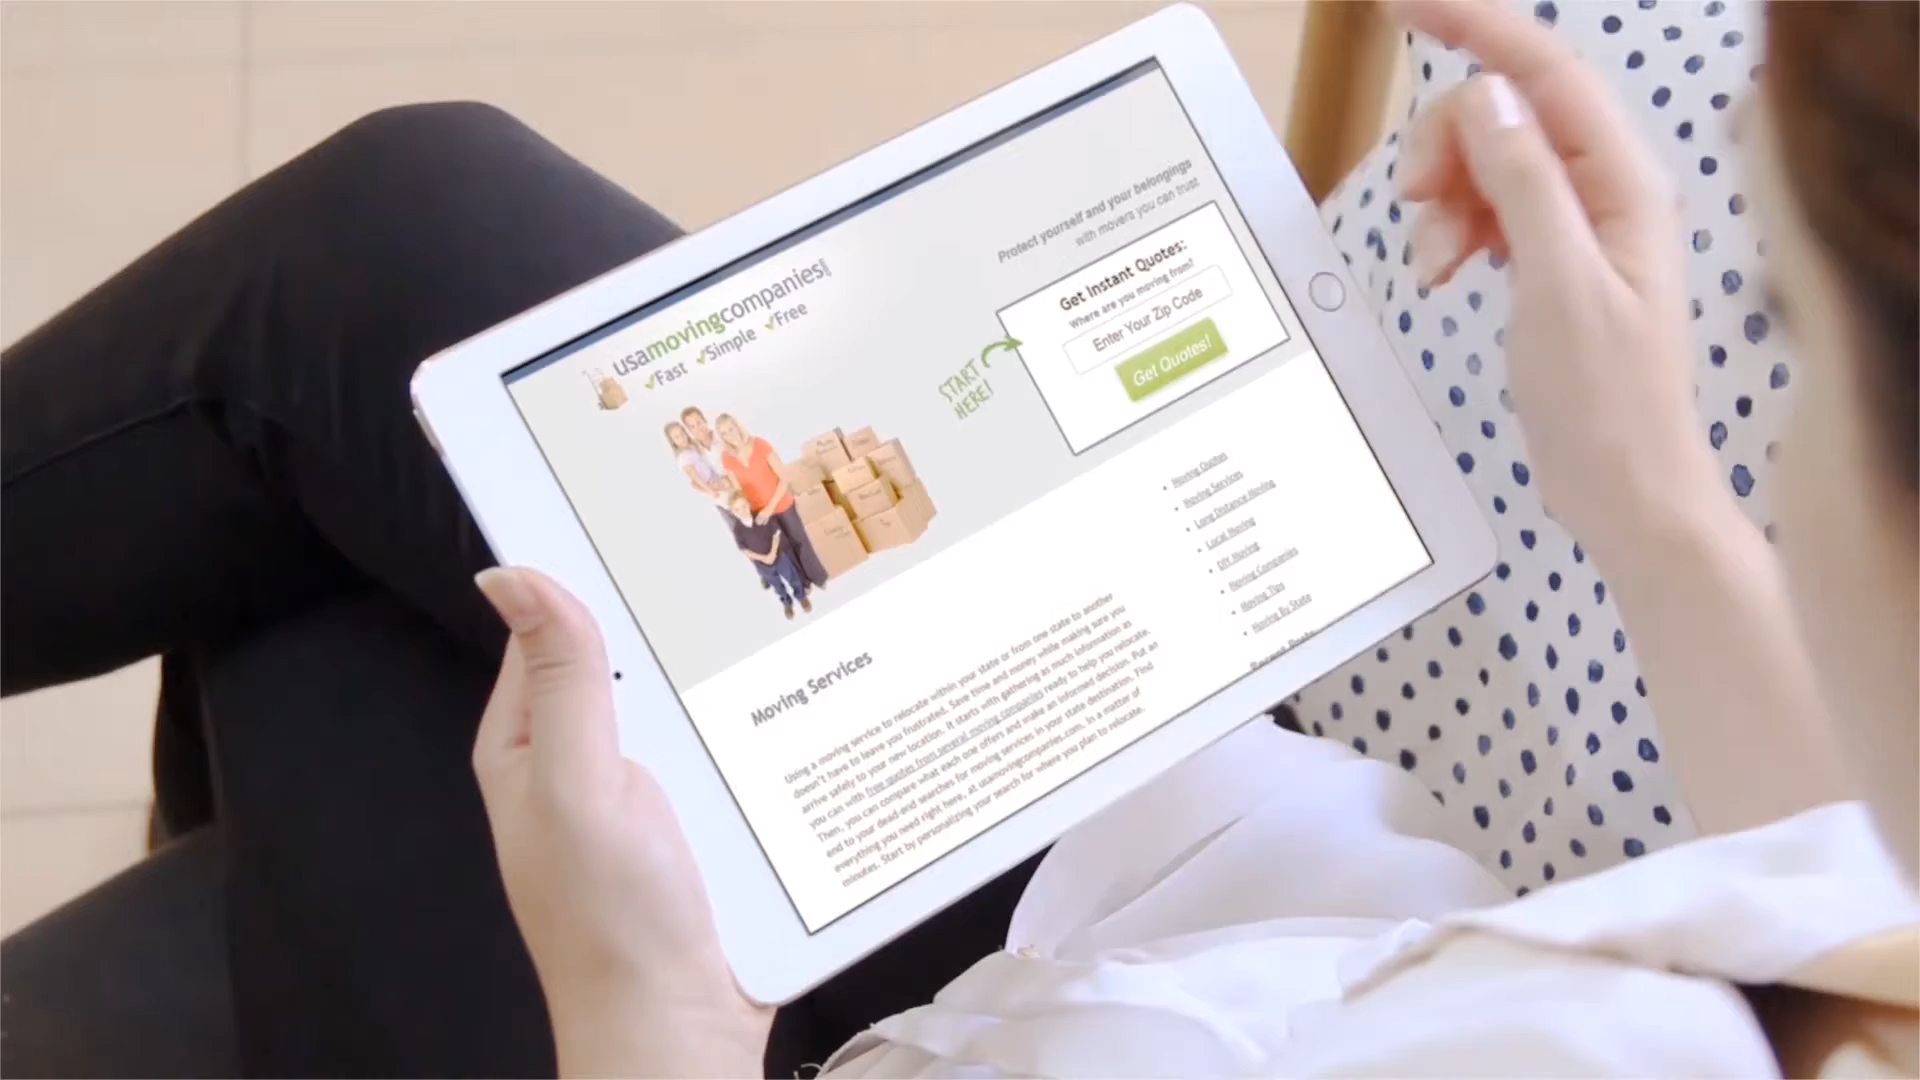 usamovingcompanies
Fast Simple Free
Protect yourself and your belongings
with movers you can trust
Get Instant Quotes:
Where are you moving from?
Enter Your Zip Code
Get Quotes!
START
HERE!
Moving Services
Using a moving service to relocate within your state or from one state to another
doesn't have to leave you frustrated. Save time and money while making sure you
arrive safely to your new location. It starts with gathering as much information as
you can with free quotes from several moving companies ready to help you relocate.
Then, you can compare what each one offers and make an informed decision. Put an
end to your dead-end searches for moving services in your state destination. Find
everything you need right here, at usamovingcompanies.com. In a matter of
minutes. Start by personalizing your search for where you plan to relocate.
Moving Quotes
Moving Services
Long Distance Moving
Local Moving
DIY Moving
Moving Companies
Moving Tips
Moving By State